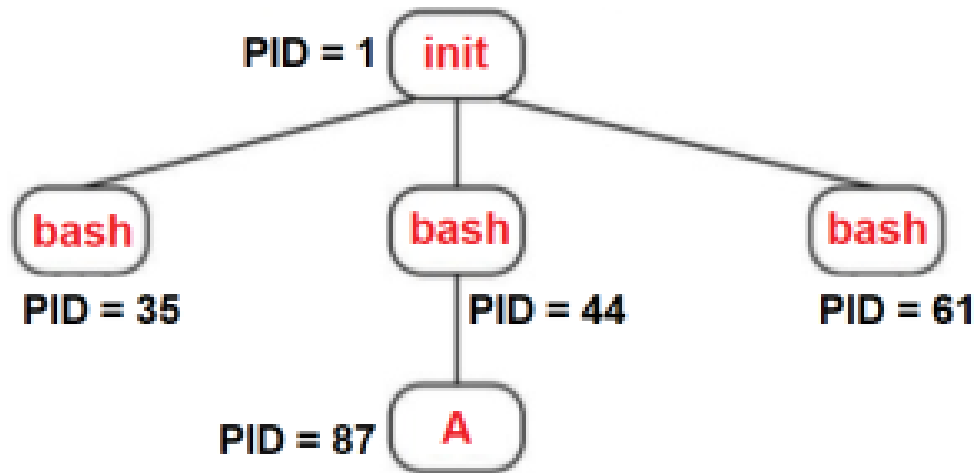 PID = 1 init
bash bash bash
PID = 35 PID = 44 PID = 61
PID = 87 A